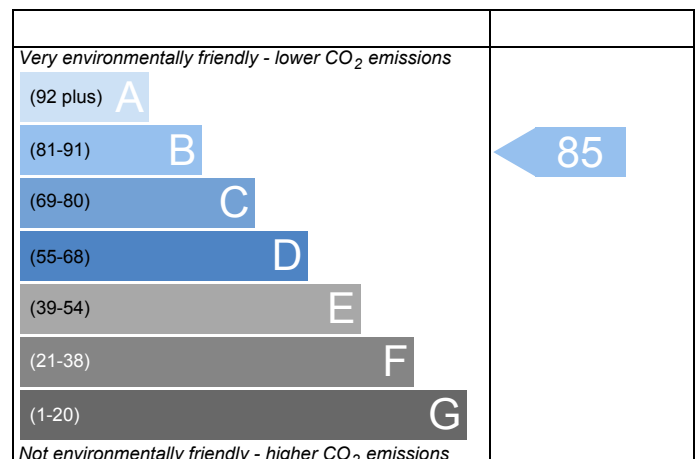 Very environmentally friendly - lower CO2 emissions
(92 plus) A
(81-91) B 85
(69-80) C
(55-68) D
(39-54) E
(21-38) F
(1-20) G
Not environmentally friendly - higher CO2 emissions